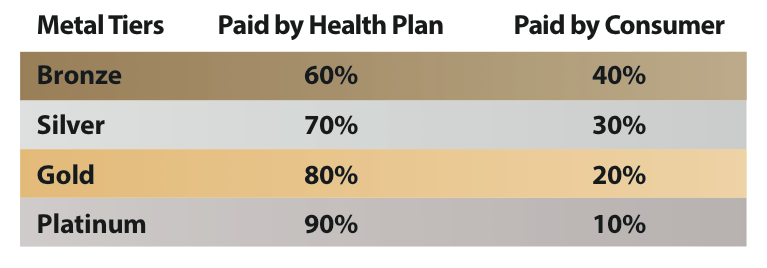 Metal Tiers Paid by Health Plan Paid by Consumer
Bronze 60% 40%
Silver 70% 30%
Gold 80% 20%
Platinum 90% 10%